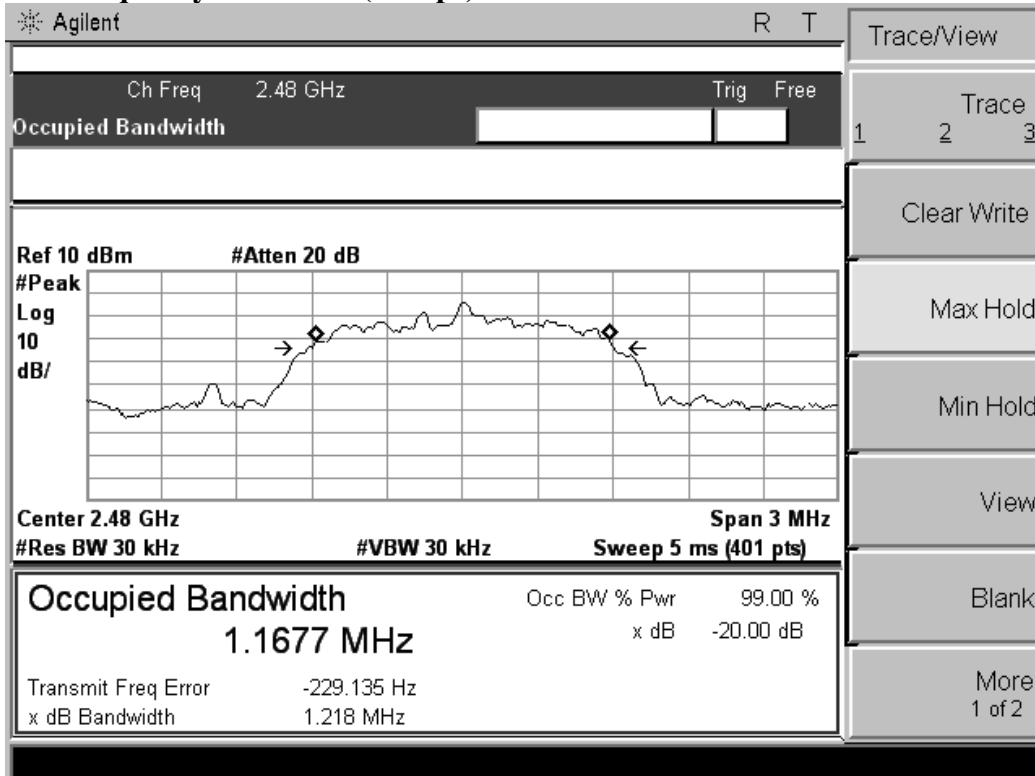 Agilent R T
Trace/View
Ch Freq 2.48 GHz Trig Free
Occupied Bandwidth
Trace
1 2 3
Clear Write
Max Hold
Min Hold
View
Blank
More
1 of 2
Ref 10 dBm #Atten 20 dB
#Peak
Log
10
dB/
Center 2.48 GHz Span 3 MHz
#Res BW 30 kHz #VBW 30 kHz Sweep 5 ms (401 pts)
Occupied Bandwidth Occ BW % Pwr 99.00 %
1.1677 MHz x dB -20.00 dB
Transmit Freq Error -229.135 Hz
x dB Bandwidth 1.218 MHz